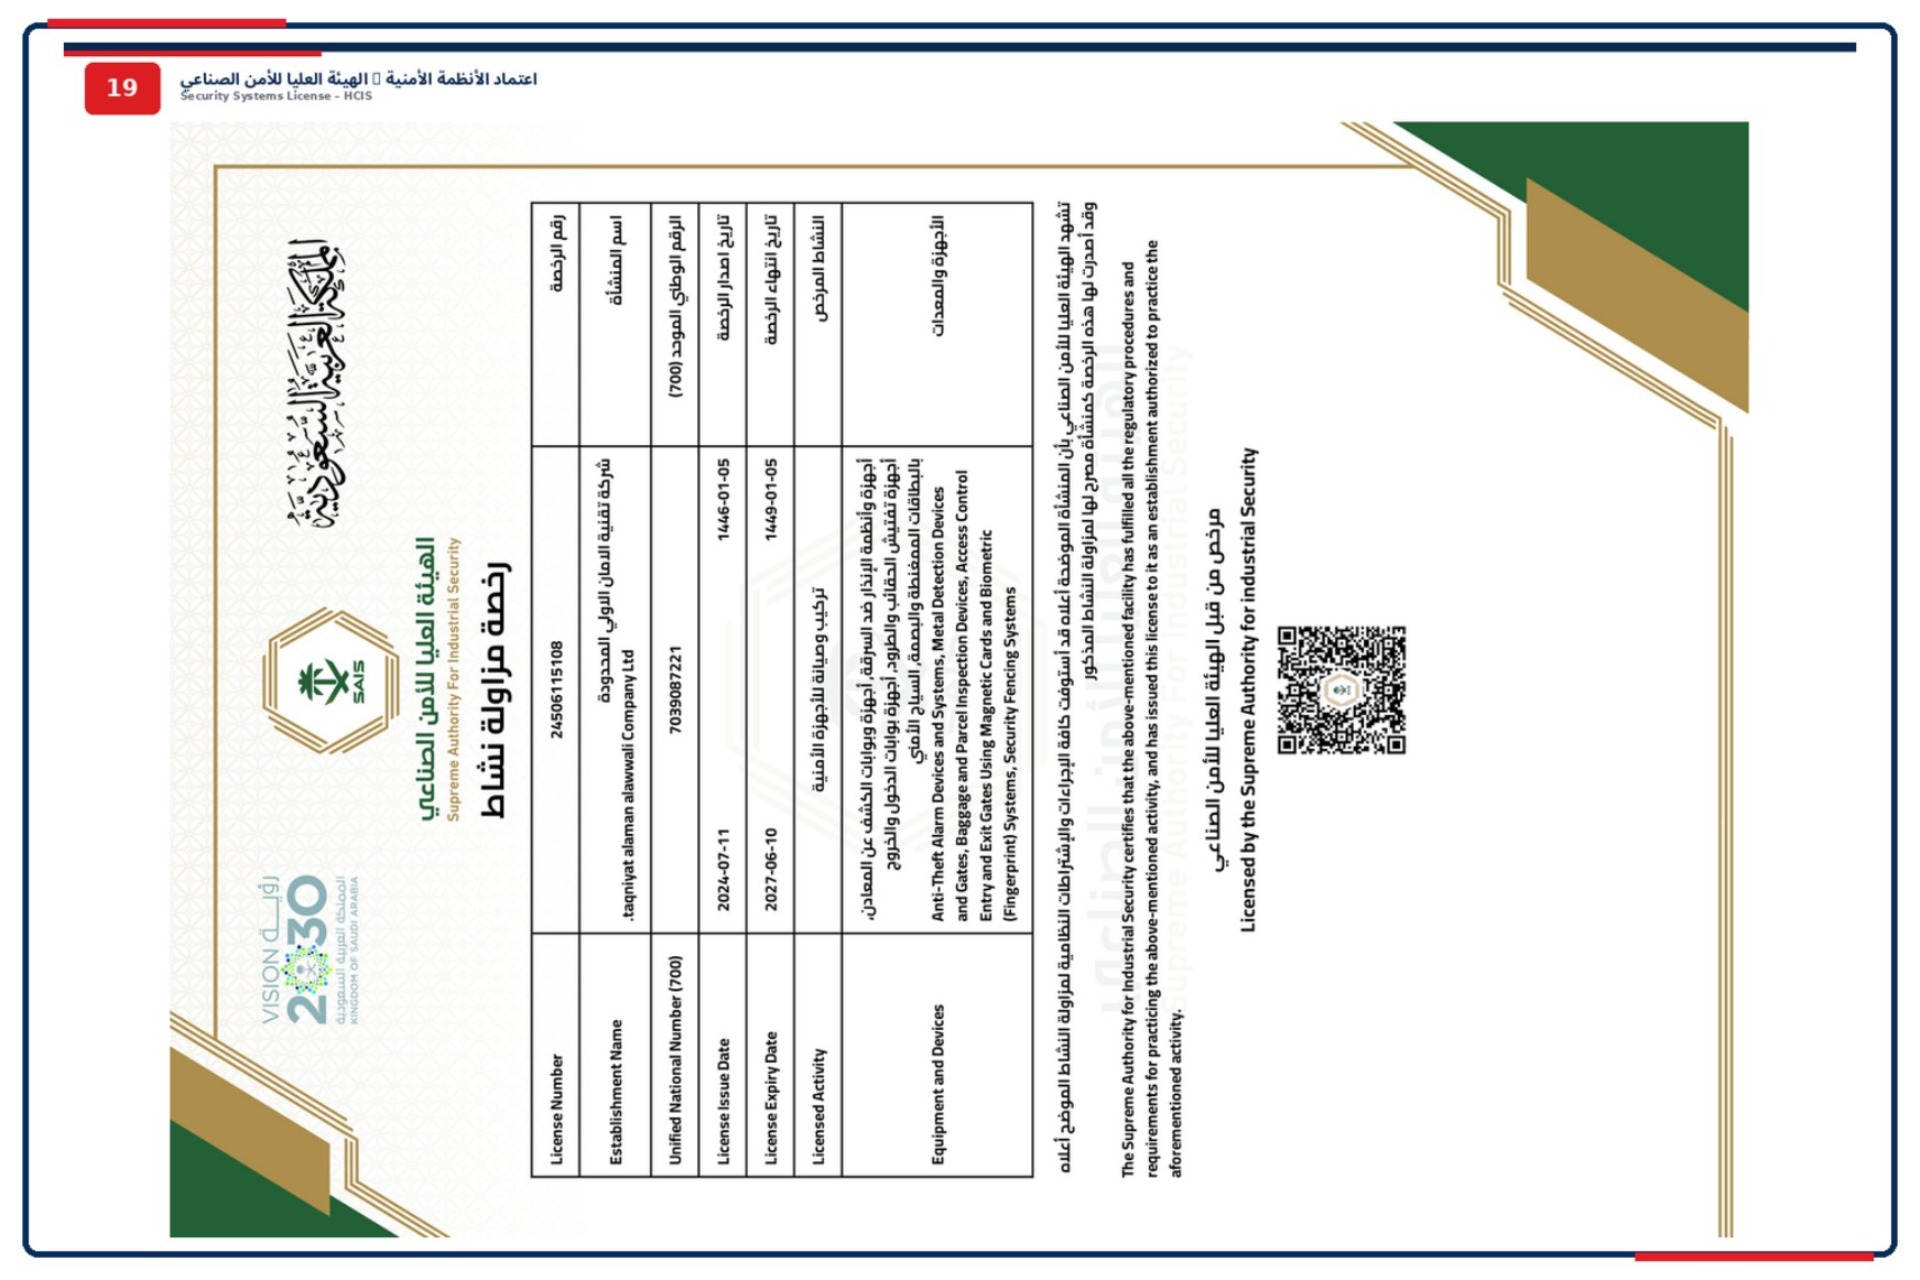 19
اعتماد الأنظمة الأمنية ▯ الهيئة العليا للأمن الصناعي
Security Systems License – HCIS
المملكة العربية السعودية
SAIS
VISION رؤيـــة
2030
المملكة العربية السعودية
KINGDOM OF SAUDI ARABIA
الهيئة العليا للأمن الصناعي
Supreme Authority For Industrial Security
رخصة مزاولة نشاط
License Number 24506115108 رقم الرخصة
Establishment Name شركة تقنية الامان الاولي المحدودة اسم المنشأة
.taqniyat alaman alawwali Company Ltd
Unified National Number (700) 7039087221 الرقم الوطني الموحد (700)
License Issue Date 2024-07-11 1446-01-05 تاريخ اصدار الرخصة
License Expiry Date 2027-06-10 1449-01-05 تاريخ انتهاء الرخصة
Licensed Activity تركيب وصيانة للأجهزة الأمنية النشاط المرخص
Equipment and Devices الأجهزة والمعدات
أجهزة وأنظمة الإنذار ضد السرقة, أجهزة وبوابات الكشف عن المعادن,
أجهزة تفتيش الحقائب والطرود, أجهزة بوابات الدخول والخروج
بالبطاقات الممغنطة والبصمة, السياج الأمني
Anti-Theft Alarm Devices and Systems, Metal Detection Devices
and Gates, Baggage and Parcel Inspection Devices, Access Control
Entry and Exit Gates Using Magnetic Cards and Biometric
(Fingerprint) Systems, Security Fencing Systems
تشهد الهيئة العليا للأمن الصناعي بأن المنشأة الموضحة أعلاه قد أستوفت كافة الإجراءات والإشتراطات النظامية لمزاولة النشاط الموضح أعلاه
وقد أصدرت لها هذه الرخصة كمنشأة مصرح لها لمزاولة النشاط المذكور
The Supreme Authority for Industrial Security certifies that the above-mentioned facility has fulfilled all the regulatory procedures and
requirements for practicing the above-mentioned activity, and has issued this license to it as an establishment authorized to practice the
aforementioned activity.
الهيئة العليا للأمن الصناعي
Supreme Authority For Industrial Security
مرخص من قبل الهيئة العليا للأمن الصناعي
Licensed by the Supreme Authority for industrial Security